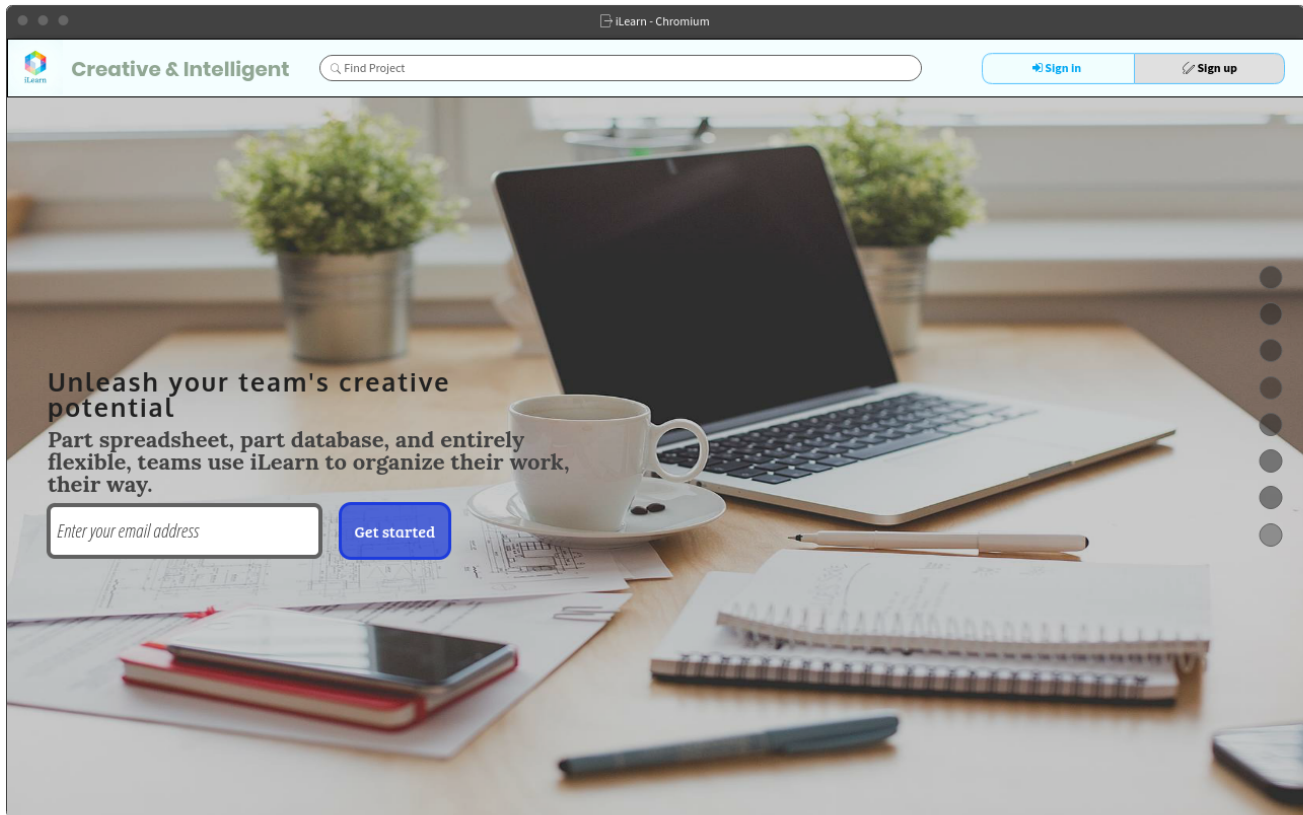 iLearn - Chromium
iLearn
Creative & Intelligent
Find Project
Sign in
Sign up
Unleash your team's creative
potential
Part spreadsheet, part database, and entirely
flexible, teams use iLearn to organize their work,
their way.
Enter your email address
Get started